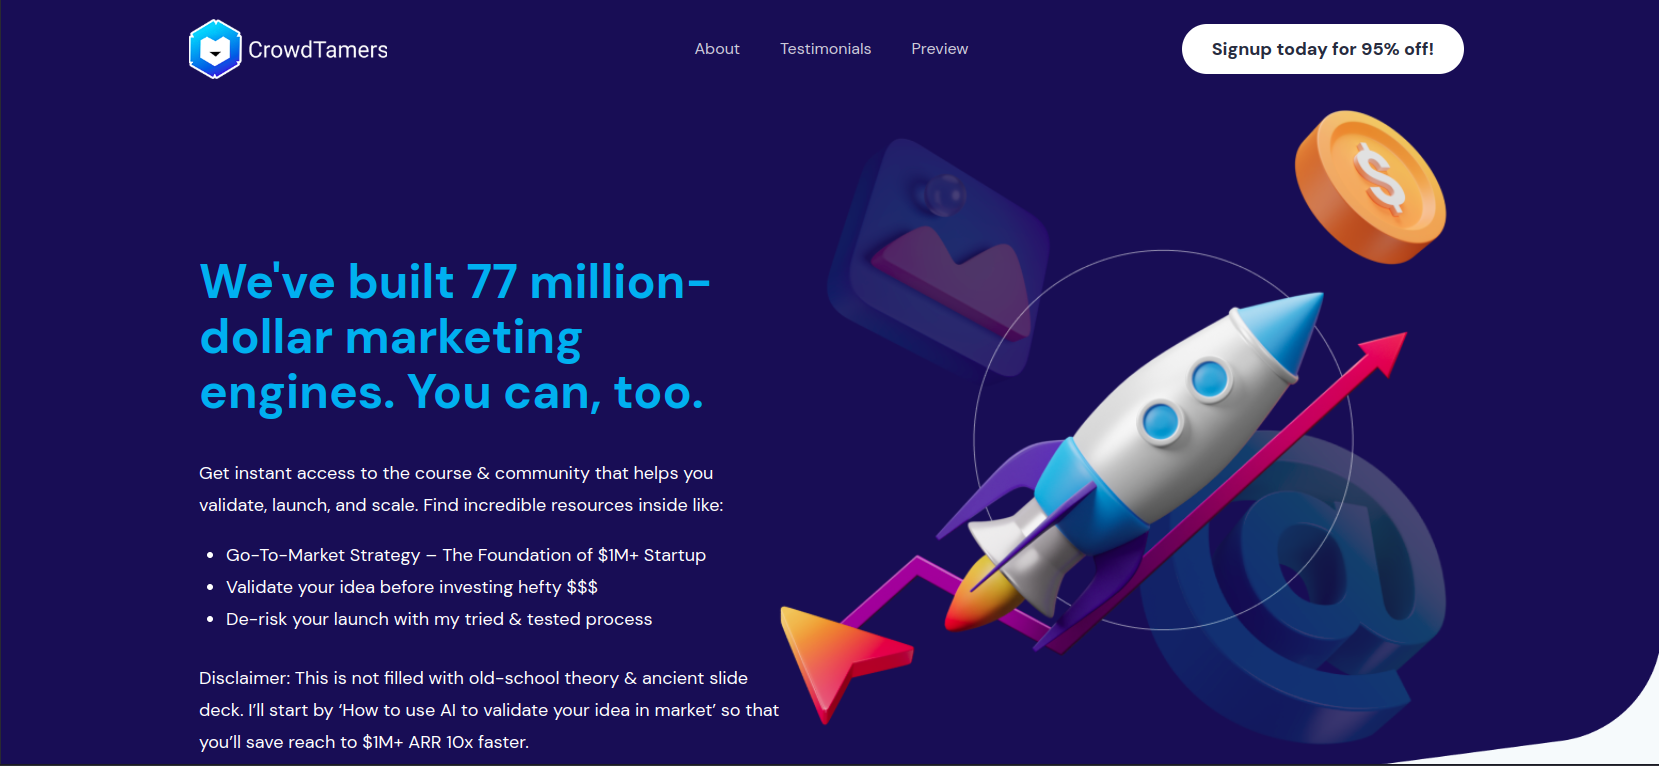 CrowdTamers
About
Testimonials
Preview
Signup today for 95% off!
$
We've built 77 million-
dollar marketing
engines. You can, too.
Get instant access to the course & community that helps you
validate, launch, and scale. Find incredible resources inside like:
• Go-To-Market Strategy – The Foundation of $1M+ Startup
• Validate your idea before investing hefty $$$
• De-risk your launch with my tried & tested process
@
Disclaimer: This is not filled with old-school theory & ancient slide
deck. I’ll start by ‘How to use AI to validate your idea in market’ so that
you’ll save reach to $1M+ ARR 10x faster.